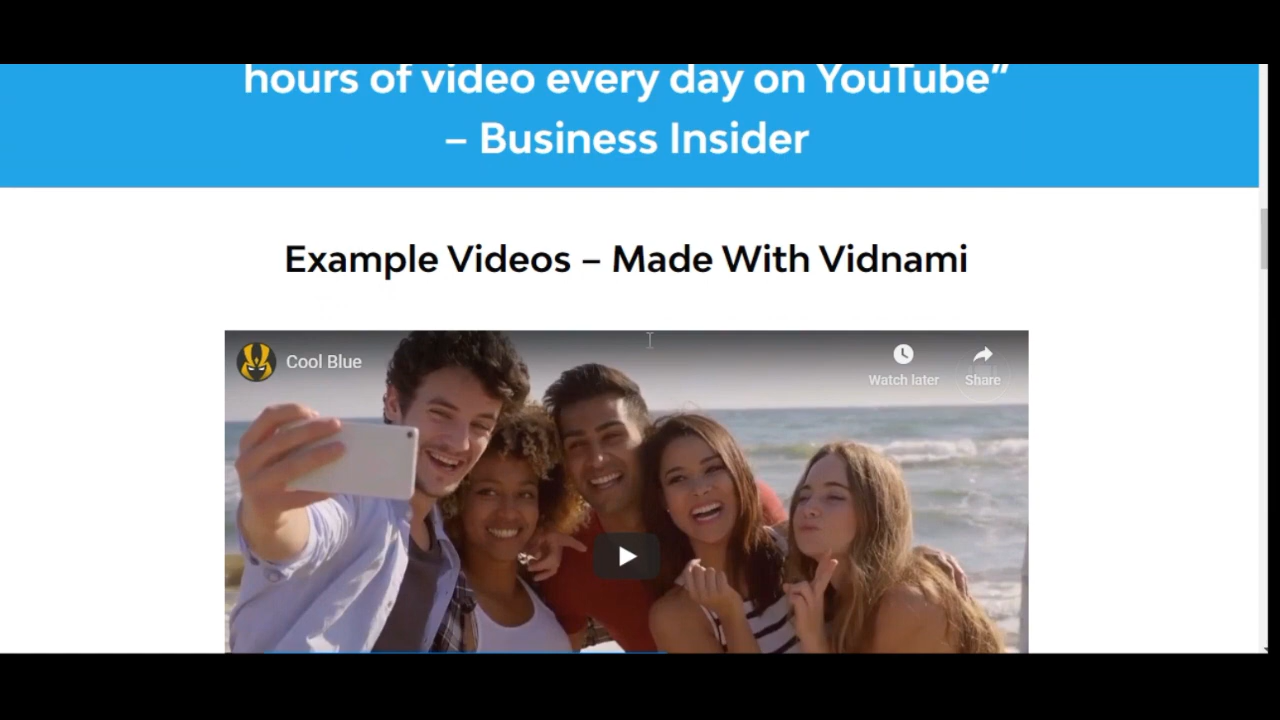 hours of video every day on YouTube”
– Business Insider
Example Videos – Made With Vidnami
Cool Blue
Watch later
Share